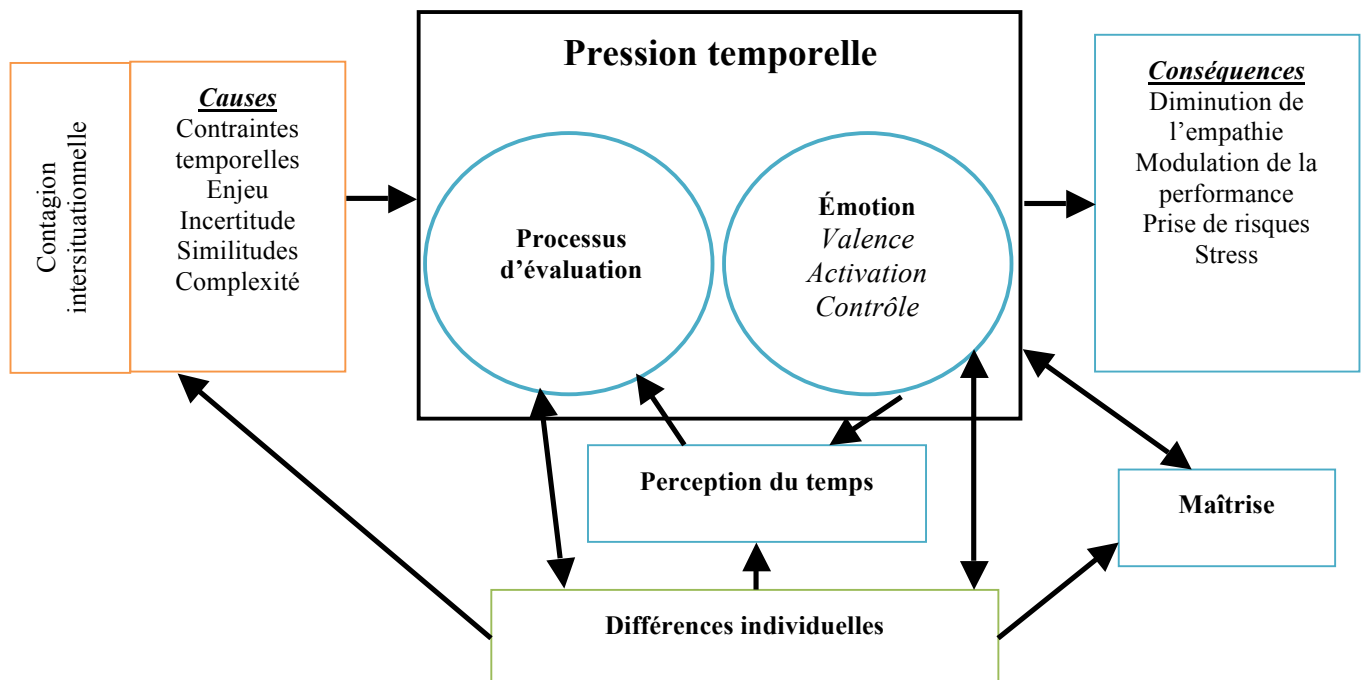 Pression temporelle
Contagion
intersituationnelle
Causes
Contraintes
temporelles
Enjeu
Incertitude
Similitudes
Complexité
Processus
d’évaluation
Émotion
Valence
Activation
Contrôle
Conséquences
Diminution de
l’empathie
Modulation de la
performance
Prise de risques
Stress
Perception du temps
Maîtrise
Différences individuelles